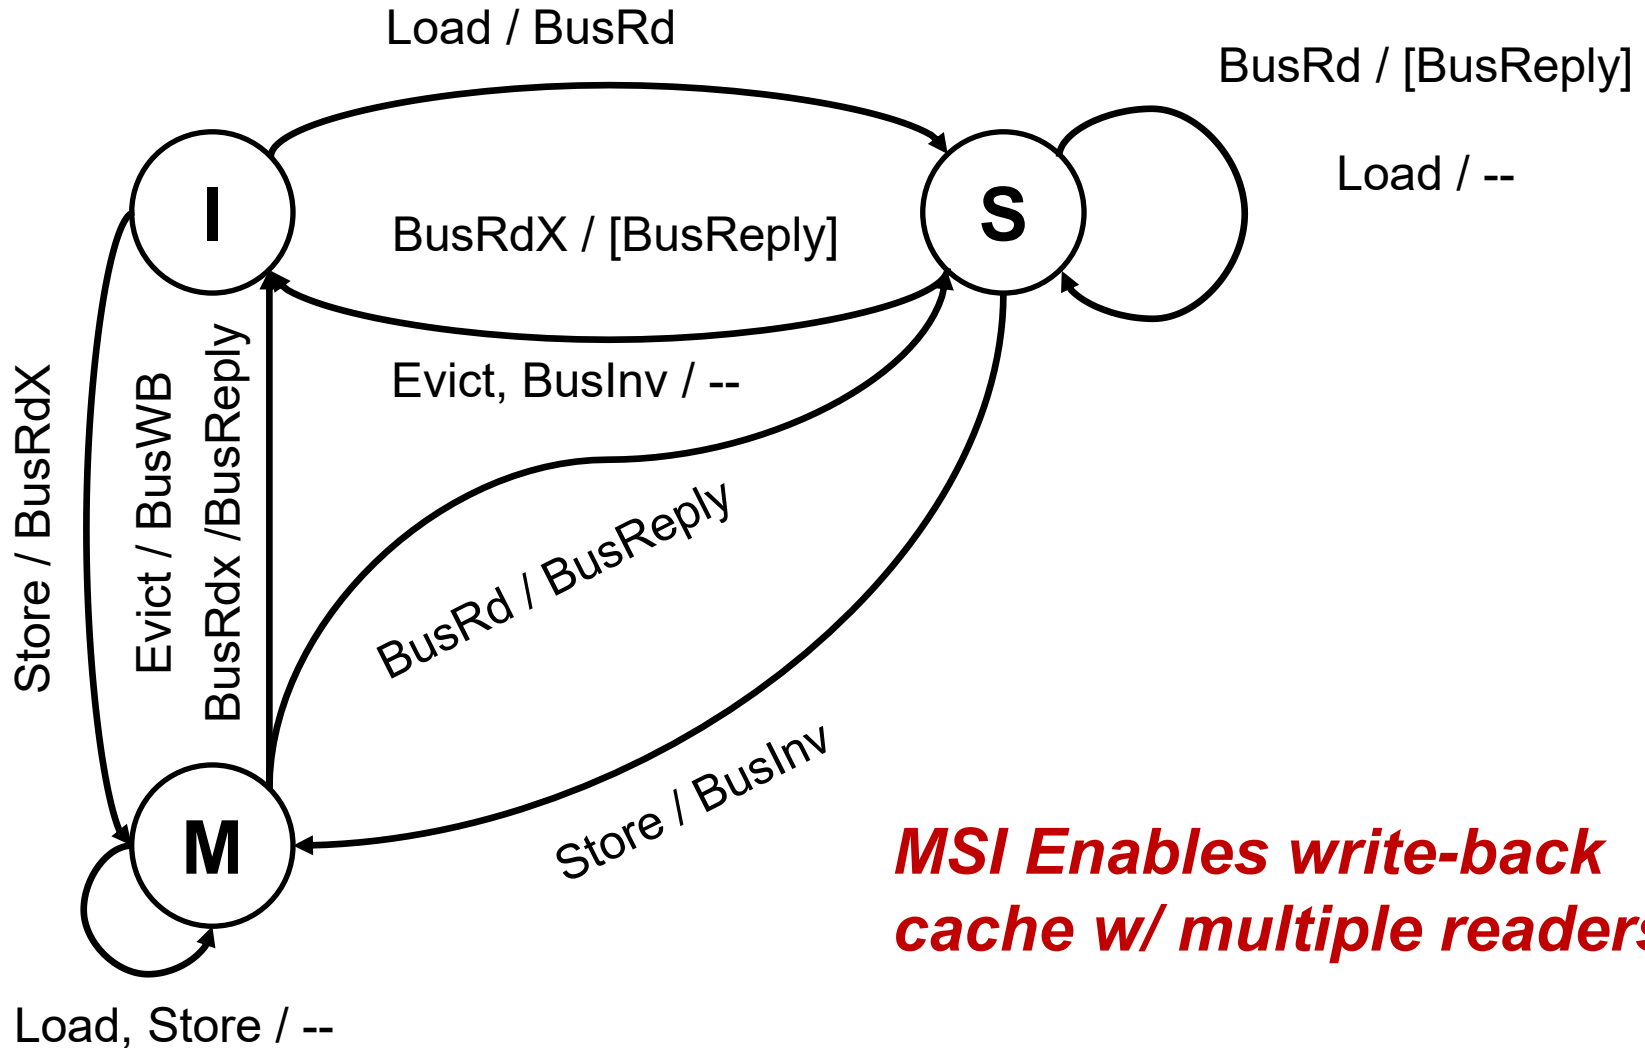 Load / BusRd
BusRd / [BusReply]
Load / --
I
S
BusRdX / [BusReply]
Evict, BusInv / --
Store / BusRdX
Evict / BusWB
BusRdx /BusReply
BusRd / BusReply
Store / BusInv
M
MSI Enables write-back
cache w/ multiple readers
Load, Store / --